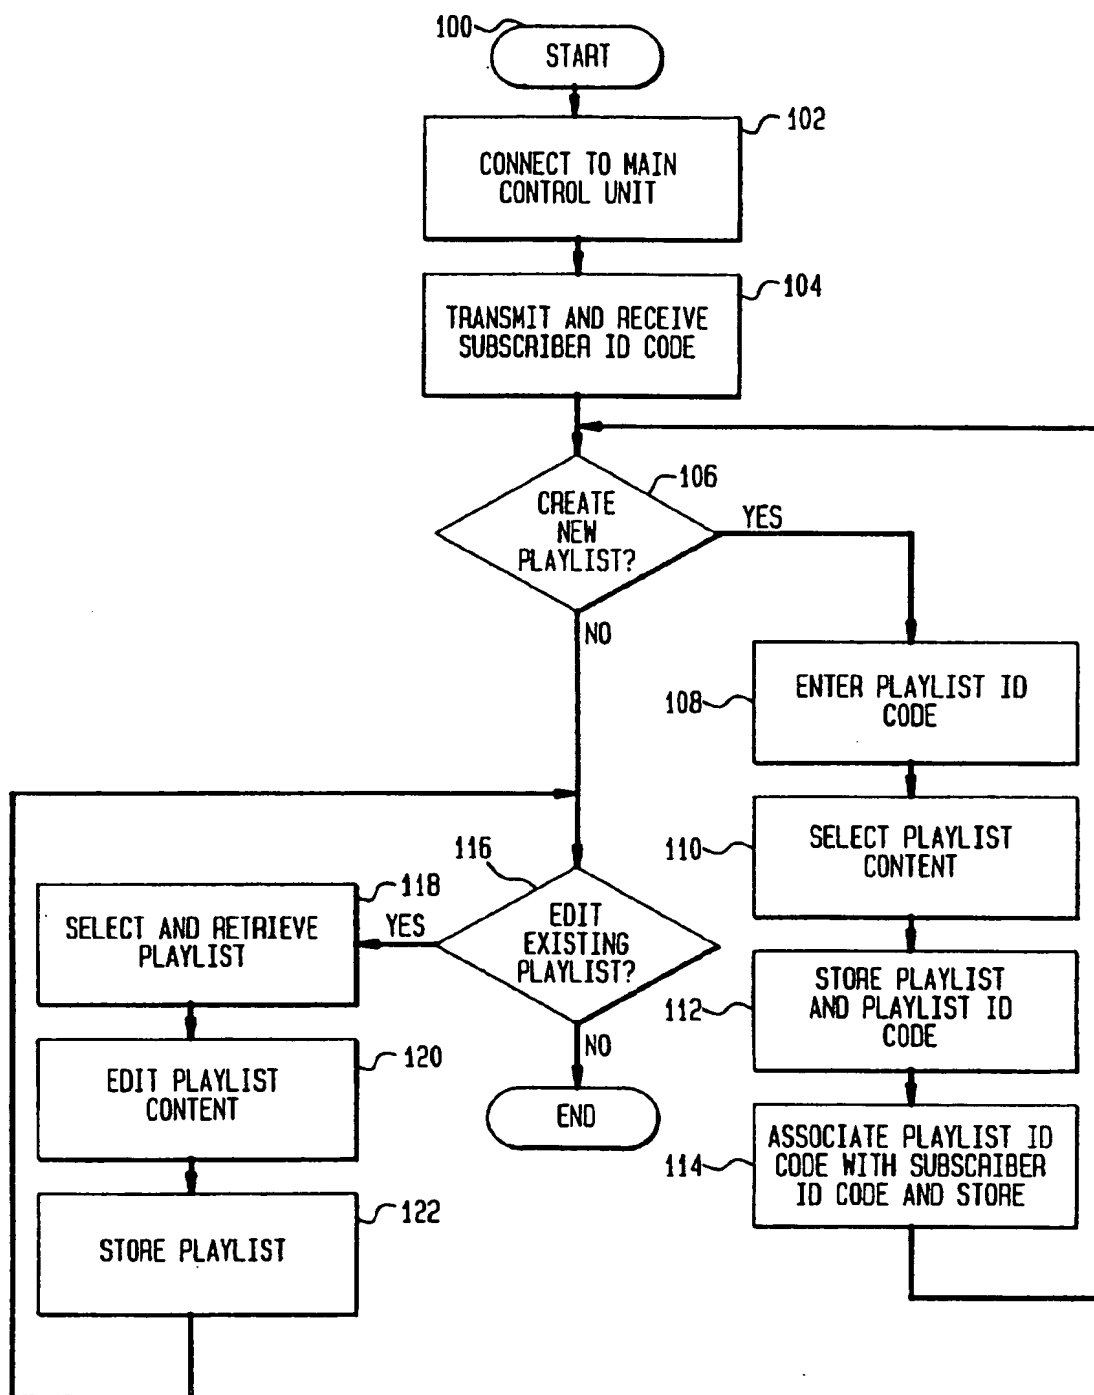 100
START
102
CONNECT TO MAIN
CONTROL UNIT
104
TRANSMIT AND RECEIVE
SUBSCRIBER ID CODE
106
CREATE
NEW
PLAYLIST?
YES
NO
108
ENTER PLAYLIST ID
CODE
110
SELECT PLAYLIST
CONTENT
112
STORE PLAYLIST
AND PLAYLIST ID
CODE
114
ASSOCIATE PLAYLIST ID
CODE WITH SUBSCRIBER
ID CODE AND STORE
116
EDIT
EXISTING
PLAYLIST?
YES
NO
END
118
SELECT AND RETRIEVE
PLAYLIST
120
EDIT PLAYLIST
CONTENT
122
STORE PLAYLIST